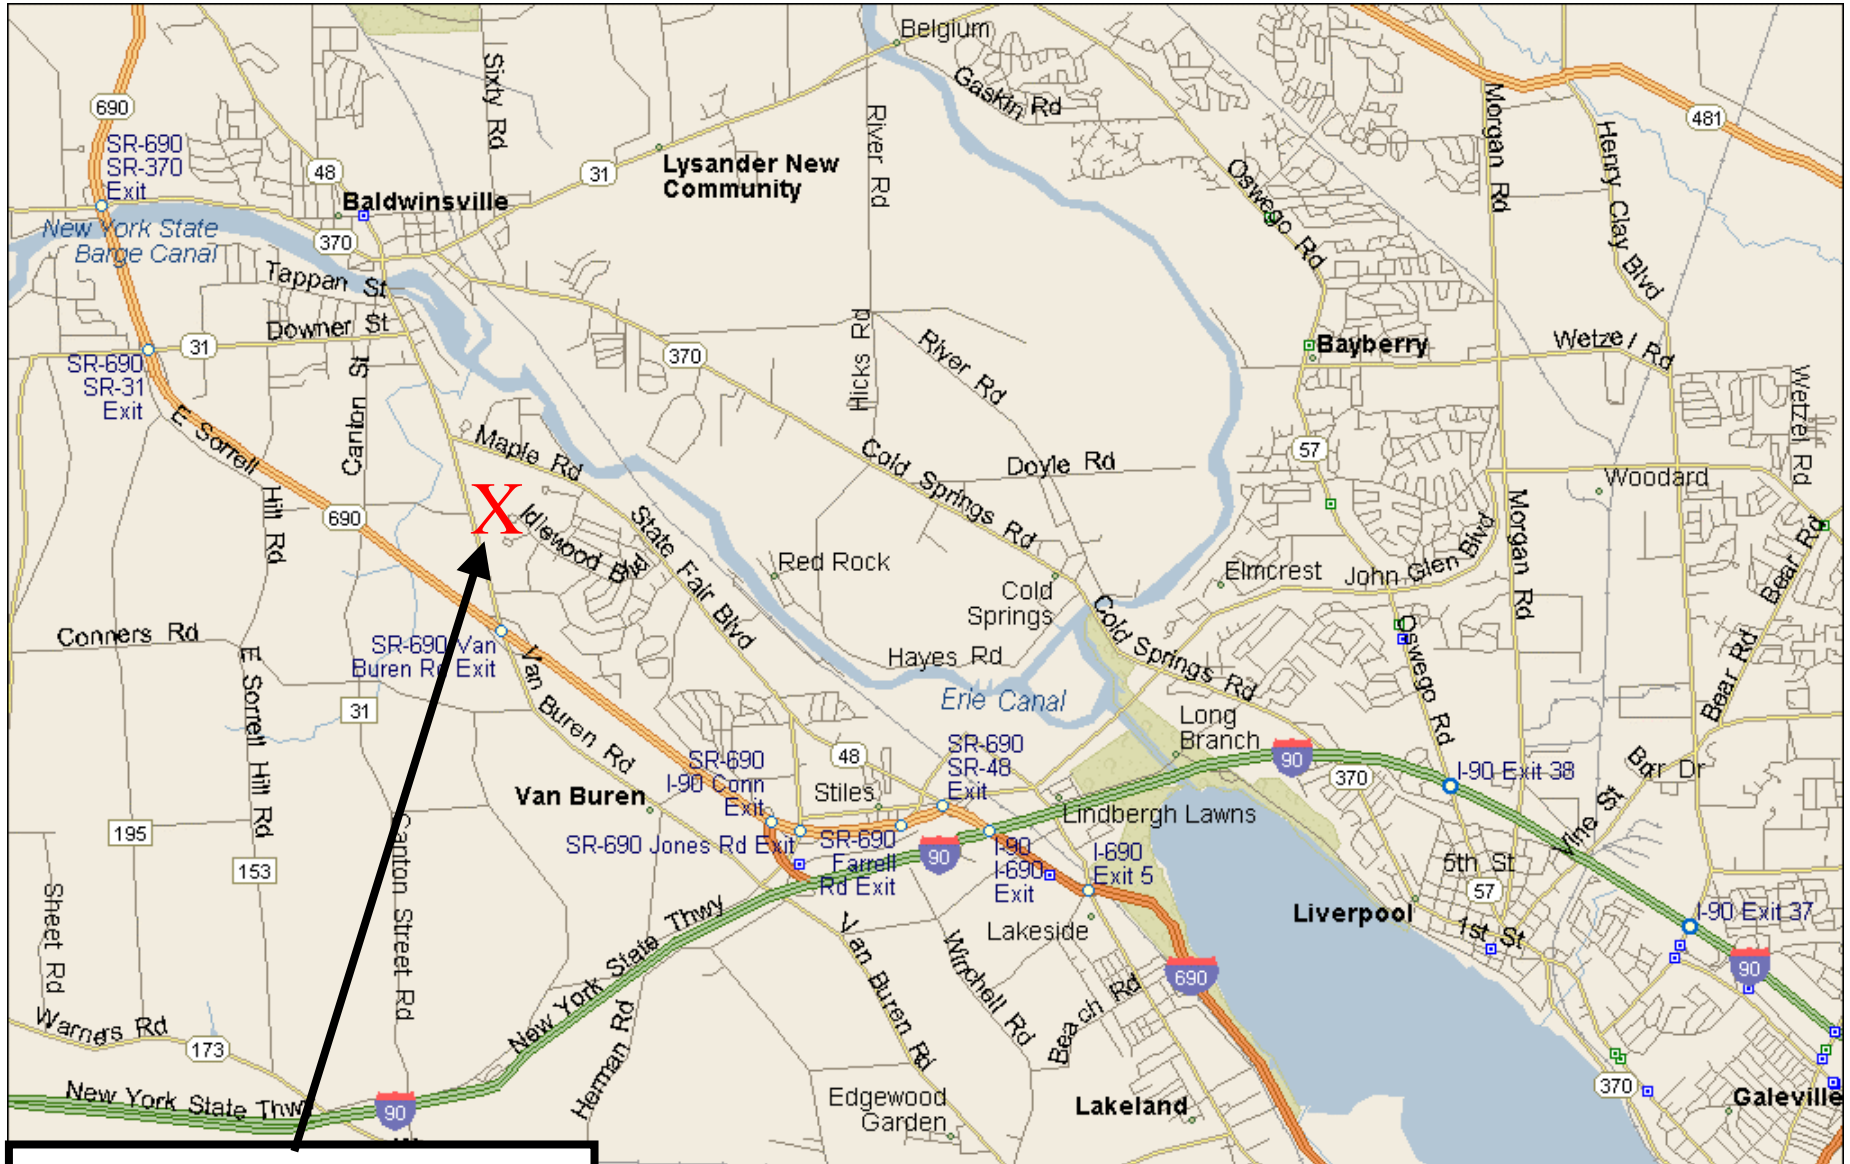 Belgium
Gaskin Rd
Sixty Rd
River Rd
Morgan Rd
481
Henry Clay Blvd
690
SR-690
SR-370
Exit
48
31
Lysander New
Community
Oswego Rd
Baldwinsville
370
New York State
Barge Canal
Tappan St
Downer St
31
SR-690
SR-31
Exit
Canton St
370
Hicks Rd
River Rd
Bayberry
Wetzel Rd
Wetzel Rd
E Sorrell
Hill Rd
Maple Rd
Cold Springs Rd
Doyle Rd
57
Woodard
690
X
Idlewood Blvd
State Fair Blvd
Red Rock
Cold
Springs
Elmcrest
John Glen Blvd
Morgan Rd
Bear Rd
Conners Rd
SR-690 Van
Buren Rd Exit
E Sorrell Hill Rd
Van Buren Rd
Hayes Rd
Erie Canal
Cold Springs Rd
Oswego Rd
Bear Rd
31
Long
Branch
48
SR-690
SR-48
Exit
SR-690
I-90 Conn
Exit
90
370
I-90 Exit 38
Barr Dr
Van Buren
Stiles
Lindbergh Lawns
Vine St
195
153
SR-690 Jones Rd Exit
SR-690
Farrell
Rd Exit
90
I-90
I-690
Exit
I-690
Exit 5
5th St
57
Liverpool
1st St
I-90 Exit 37
90
Sheet Rd
Canton Street Rd
New York State Thwy
Van Buren Rd
Winchell Rd
Lakeside
Beach Rd
690
Warners Rd
173
Herman Rd
New York State Thwy
90
Edgewood
Garden
Lakeland
370
Galeville